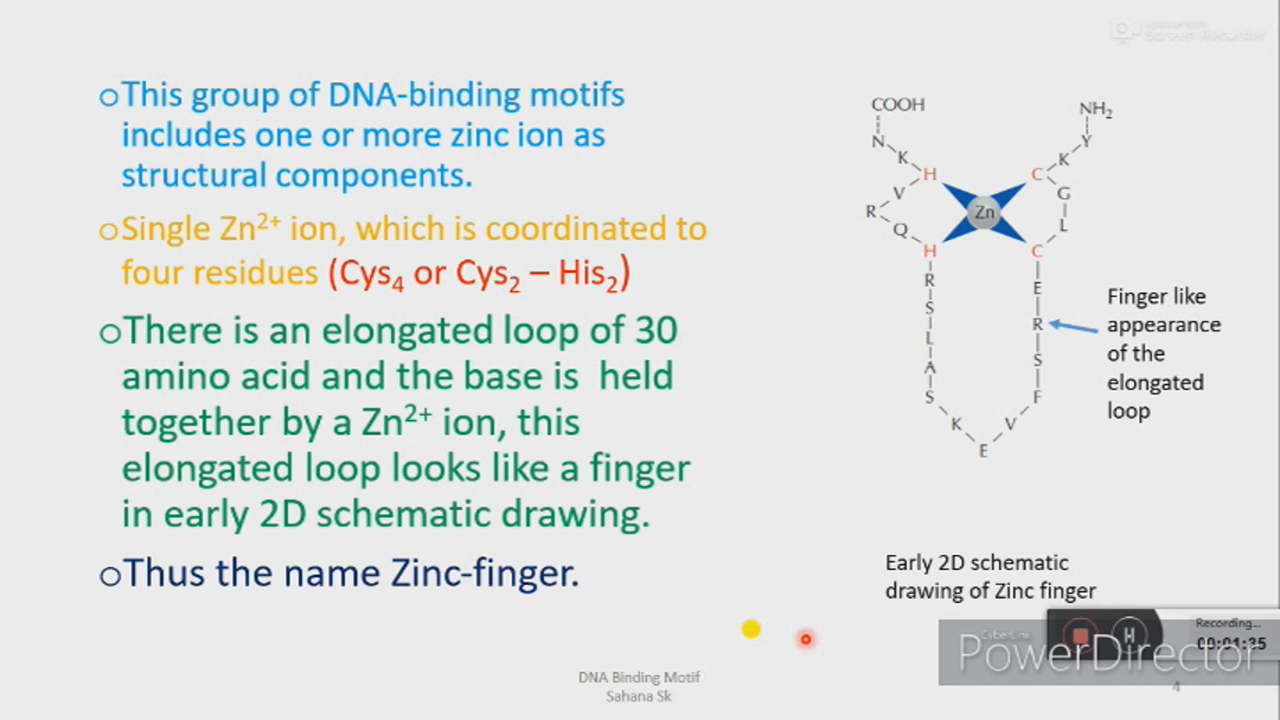 ○This group of DNA-binding motifs
includes one or more zinc ion as
structural components.
○Single Zn²⁺ ion, which is coordinated to
four residues (Cys₄ or Cys₂ – His₂)
○There is an elongated loop of 30
amino acid and the base is held
together by a Zn²⁺ ion, this
elongated loop looks like a finger
in early 2D schematic drawing.
○Thus the name Zinc-finger.
COOH
N
K
H
V
R
Q
H
R
S
L
A
S
K
E
V
F
S
R
E
C
L
G
C
K
Y
NH₂
Zn
Finger like
appearance
of the
elongated
loop
Early 2D schematic
drawing of Zinc finger
Screen Recorder
Recording...
00:01:35
CyberLink
PowerDirector
DNA Binding Motif
Sahana Sk
4